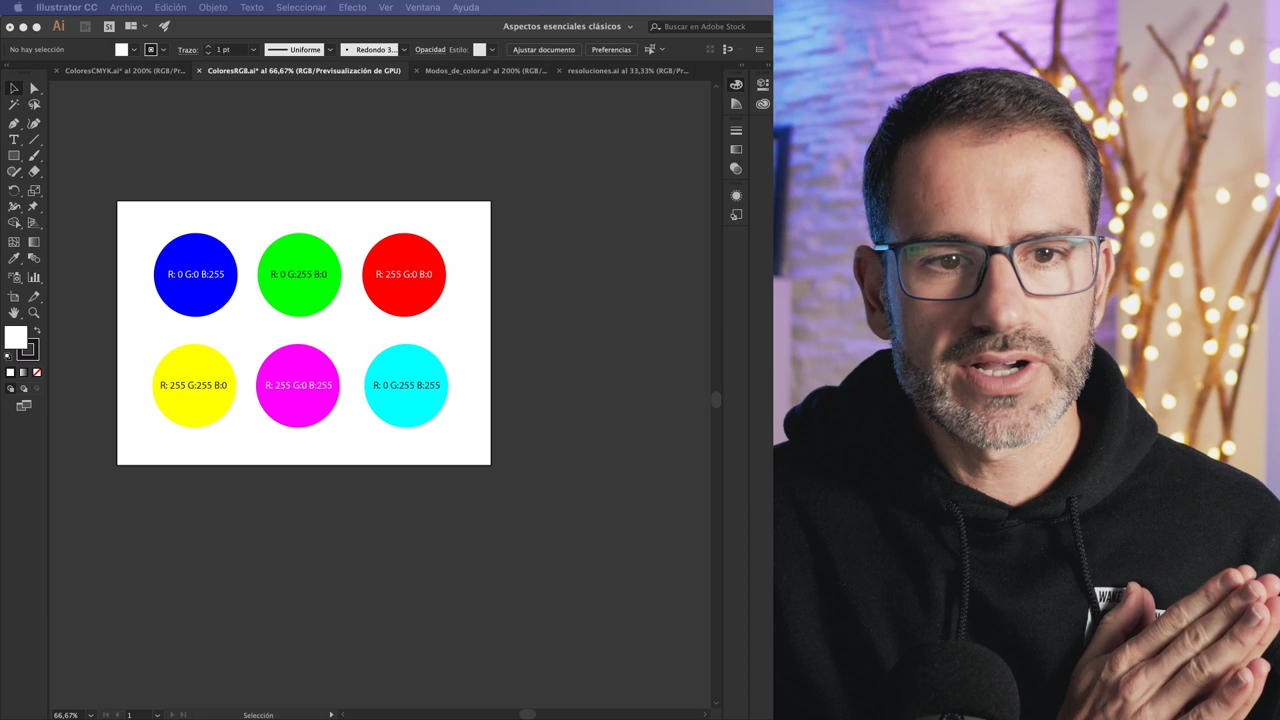 Illustrator CC Archivo Edición Objeto Texto Seleccionar Efecto Ver Ventana Ayuda
Ai Br St Aspectos esenciales clásicos Buscar en Adobe Stock
No hay selección Trazo: 1 pt Uniforme Redondo 3... Opacidad Estilo: Ajustar documento Preferencias
ColoresCMYK.ai* al 200% (RGB/Pr... ColoresRGB.ai* al 66,67% (RGB/Previsualización de GPU) Modos_de_color.ai* al 200% (RGB/... resoluciones.ai al 33,33% (RGB/Pr...
R: 0 G:0 B:255 R: 0 G:255 B:0 R: 255 G:0 B:0
R: 255 G:255 B:0 R: 255 G:0 B:255 R: 0 G:255 B:255
WAKE
66,67% 1 Selección